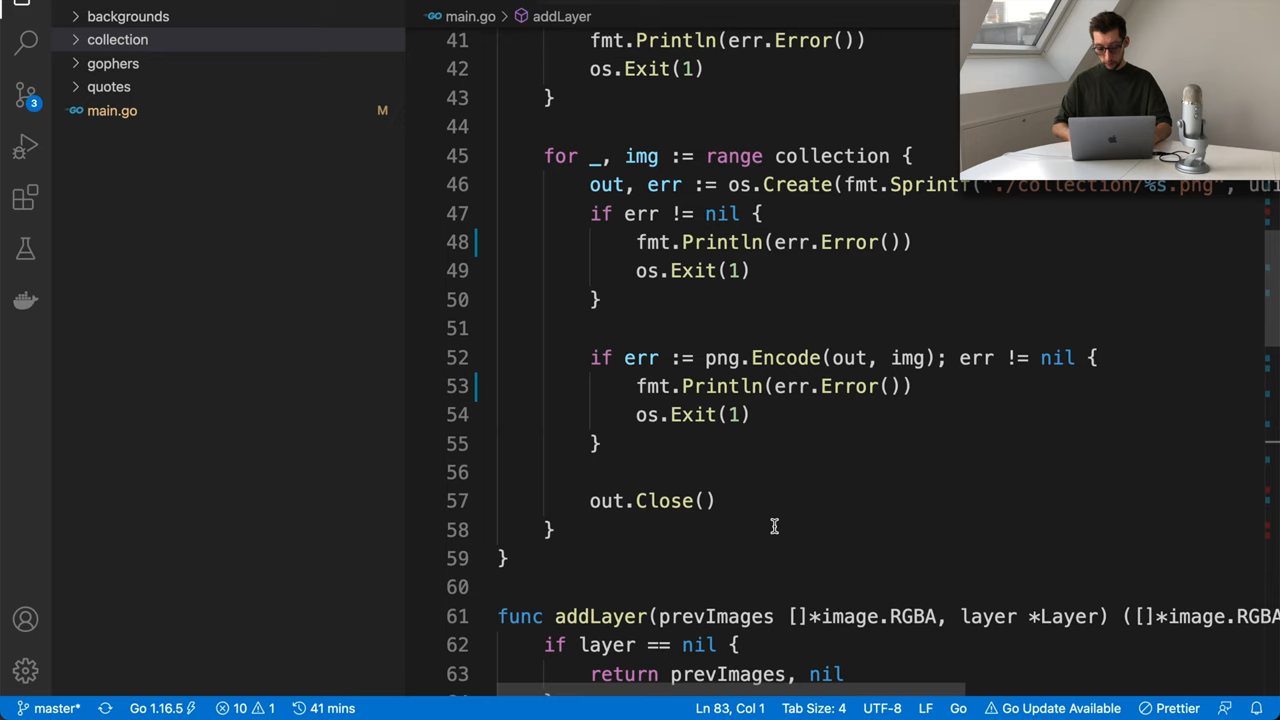 backgrounds
collection
gophers
quotes
main.go M
3
main.go > addLayer
41 fmt.Println(err.Error())
42 os.Exit(1)
43 }
44
45 for _, img := range collection {
46 out, err := os.Create(fmt.Sprintf("./collection/%s.png", uui
47 if err != nil {
48 fmt.Println(err.Error())
49 os.Exit(1)
50 }
51
52 if err := png.Encode(out, img); err != nil {
53 fmt.Println(err.Error())
54 os.Exit(1)
55 }
56
57 out.Close()
58 }
59 }
60
61 func addLayer(prevImages []*image.RGBA, layer *Layer) ([]*image.RGBA
62 if layer == nil {
63 return prevImages, nil
master* Go 1.16.5 10 1 41 mins Ln 83, Col 1 Tab Size: 4 UTF-8 LF Go Go Update Available Prettier